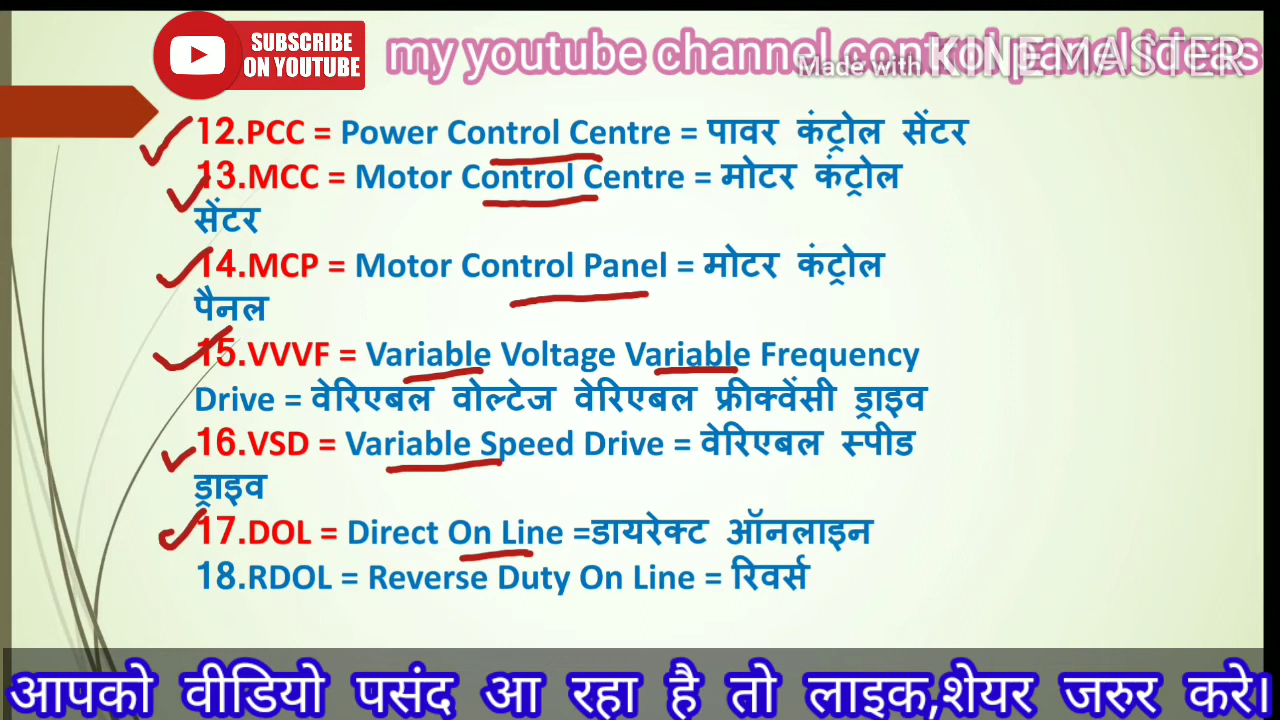 SUBSCRIBE
ON YOUTUBE
my youtube channel control panel ideas
Made with KINEMASTER
12.PCC = Power Control Centre = पावर कंट्रोल सेंटर
13.MCC = Motor Control Centre = मोटर कंट्रोल
सेंटर
14.MCP = Motor Control Panel = मोटर कंट्रोल
पैनल
15.VVVF = Variable Voltage Variable Frequency
Drive = वेरिएबल वोल्टेज वेरिएबल फ्रीक्वेंसी ड्राइव
16.VSD = Variable Speed Drive = वेरिएबल स्पीड
ड्राइव
17.DOL = Direct On Line =डायरेक्ट ऑनलाइन
18.RDOL = Reverse Duty On Line = रिवर्स
आपको वीडियो पसंद आ रहा है तो लाइक,शेयर जरुर करे।